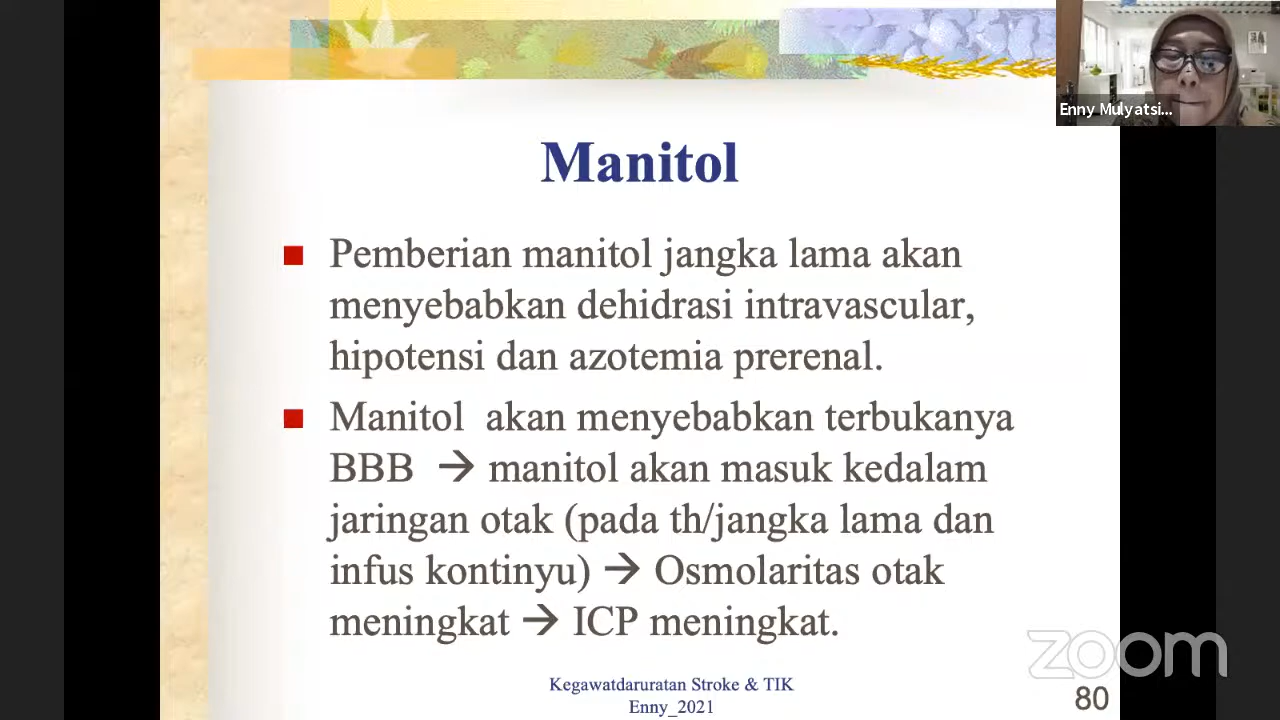 Enny Mulyatsi...
Manitol
Pemberian manitol jangka lama akan
menyebabkan dehidrasi intravascular,
hipotensi dan azotemia prerenal.
Manitol akan menyebabkan terbukanya
BBB → manitol akan masuk kedalam
jaringan otak (pada th/jangka lama dan
infus kontinyu) → Osmolaritas otak
meningkat → ICP meningkat.
zoom
Kegawatdaruratan Stroke & TIK
Enny_2021
80